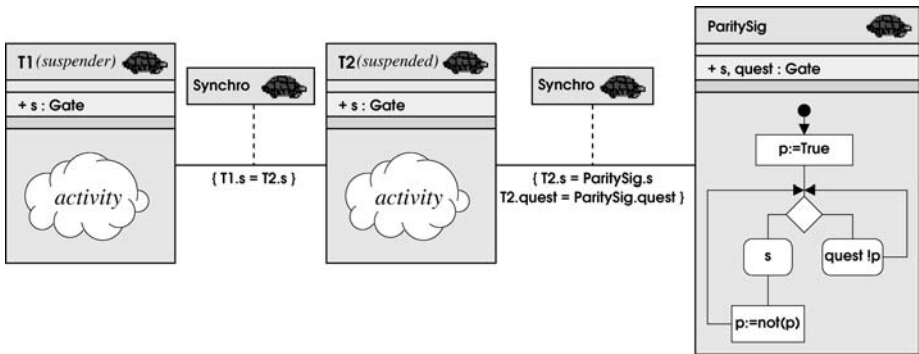 T1 (suspender)
+ s : Gate
activity
Synchro
{ T1.s = T2.s }
T2 (suspended)
+ s : Gate
activity
Synchro
{ T2.s = ParitySig.s
T2.quest = ParitySig.quest }
ParitySig
+ s, quest : Gate
p:=True
s
quest !p
p:=not(p)